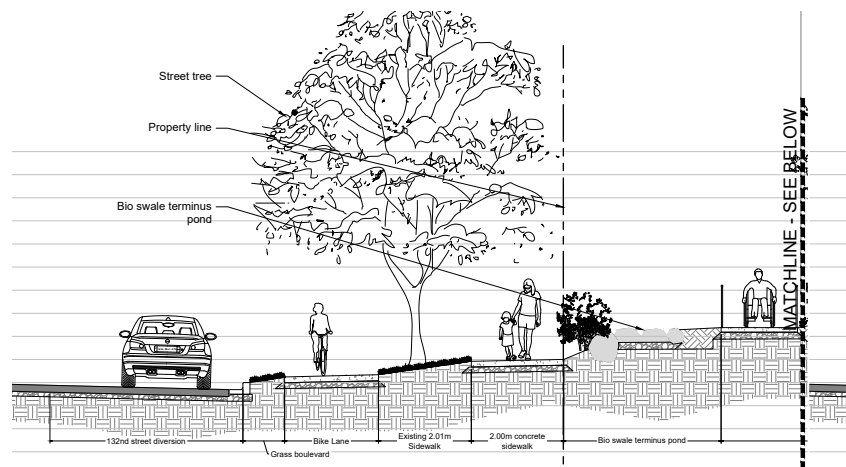 Street tree
Property line
Bio swale terminus
pond
MATCHLINE - SEE BELOW
132nd street diversion
Grass boulevard
Bike Lane
Existing 2.01m
Sidewalk
2.00m concrete
sidewalk
Bio swale terminus pond